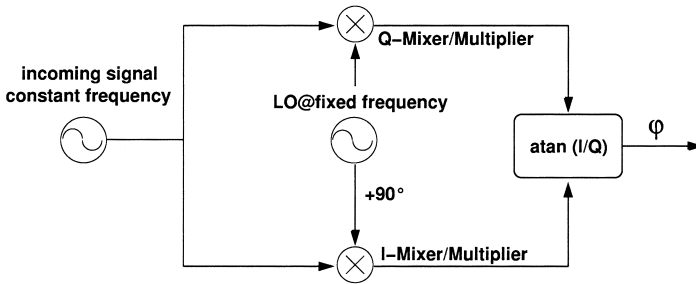 Q–Mixer/Multiplier
incoming signal
constant frequency
LO@fixed frequency
atan (I/Q)
φ
+90°
I–Mixer/Multiplier